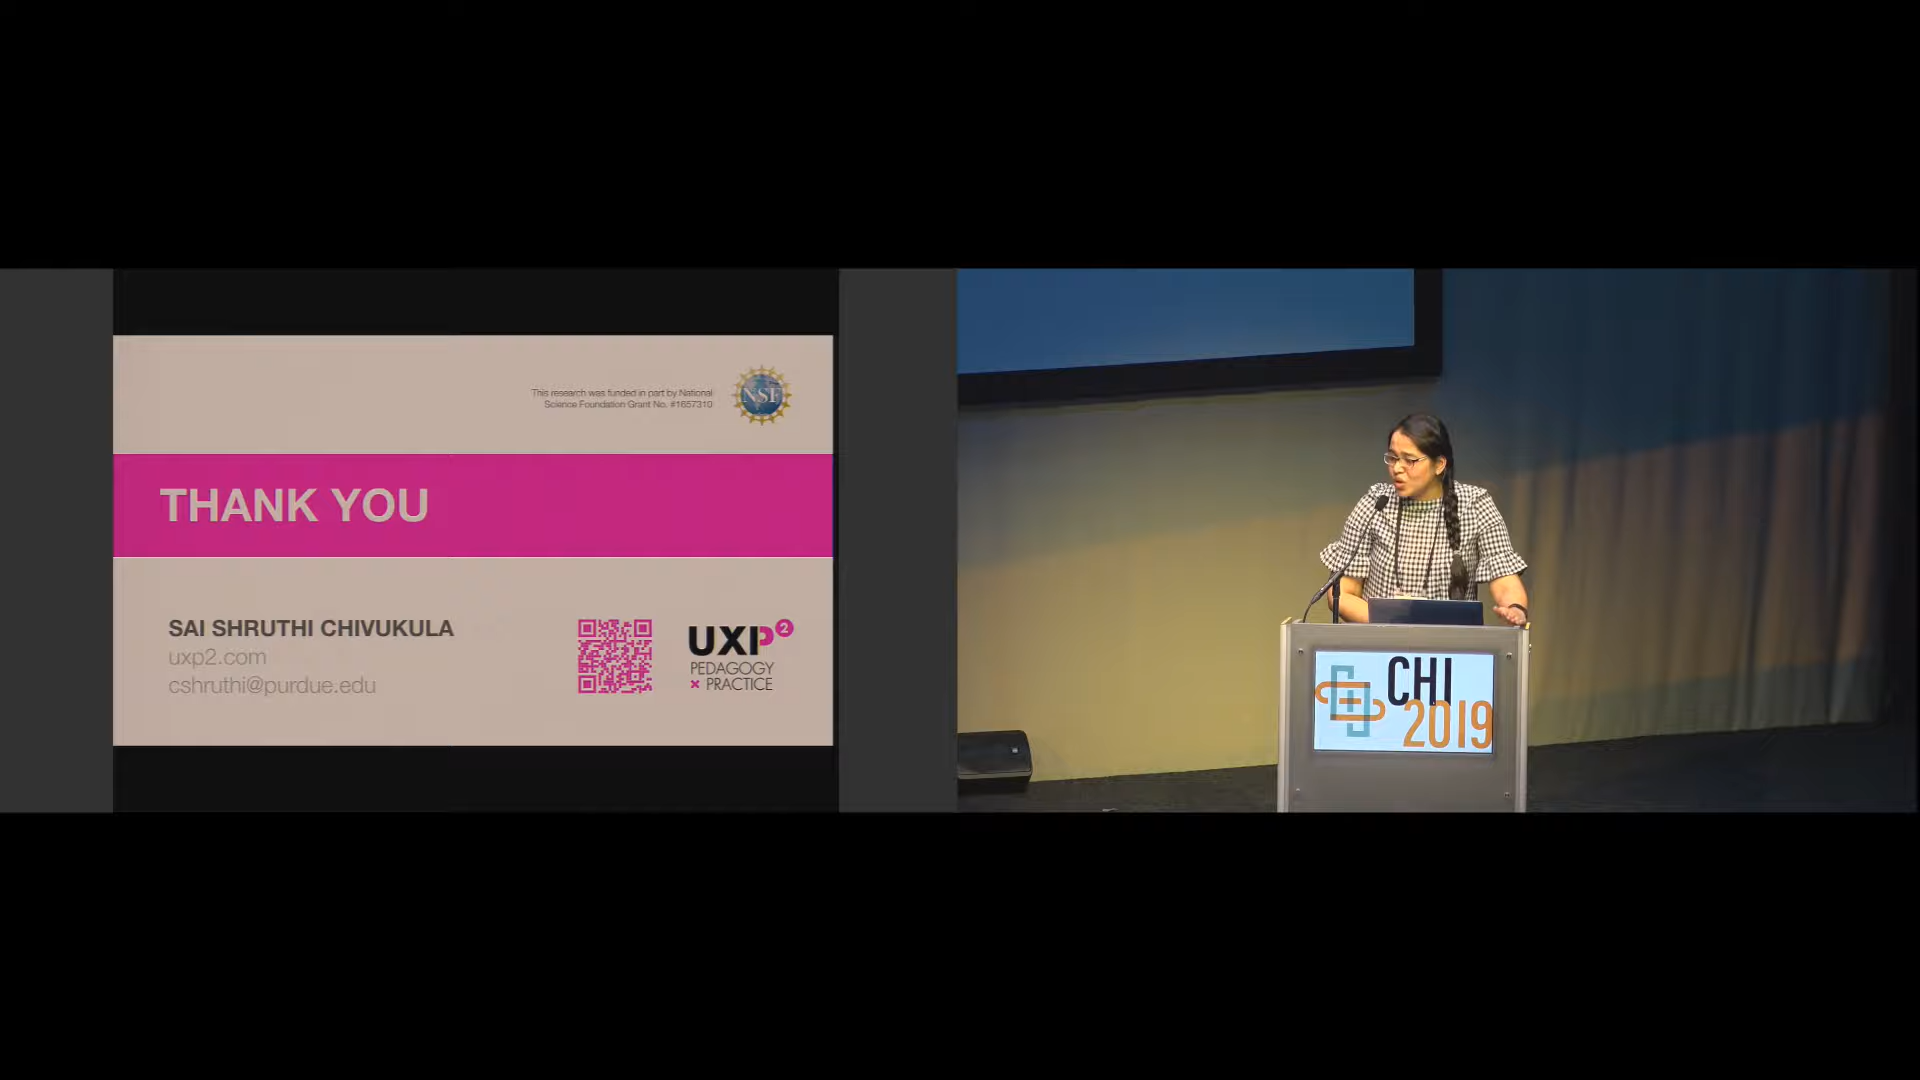 This research was funded in part by National
Science Foundation Grant No. #1657310
NSF
THANK YOU
SAI SHRUTHI CHIVUKULA
uxp2.com
cshruthi@purdue.edu
UXP2
PEDAGOGY
× PRACTICE
CHI
2019